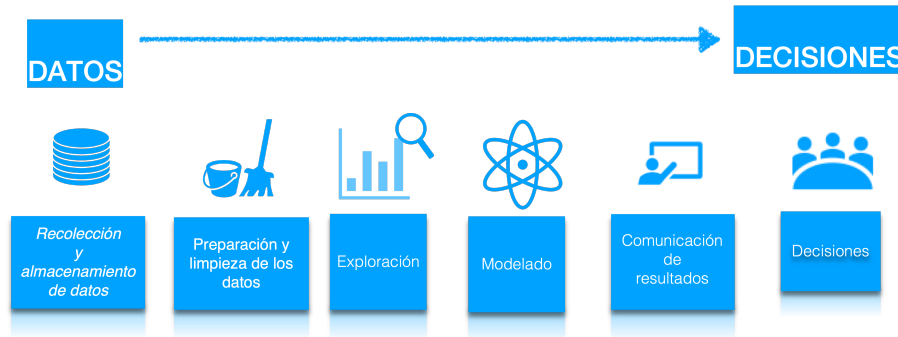 DATOS
DECISIONES
Recolección
y
almacenamiento
de datos
Preparación y
limpieza de los
datos
Exploración
Modelado
Comunicación
de
resultados
Decisiones